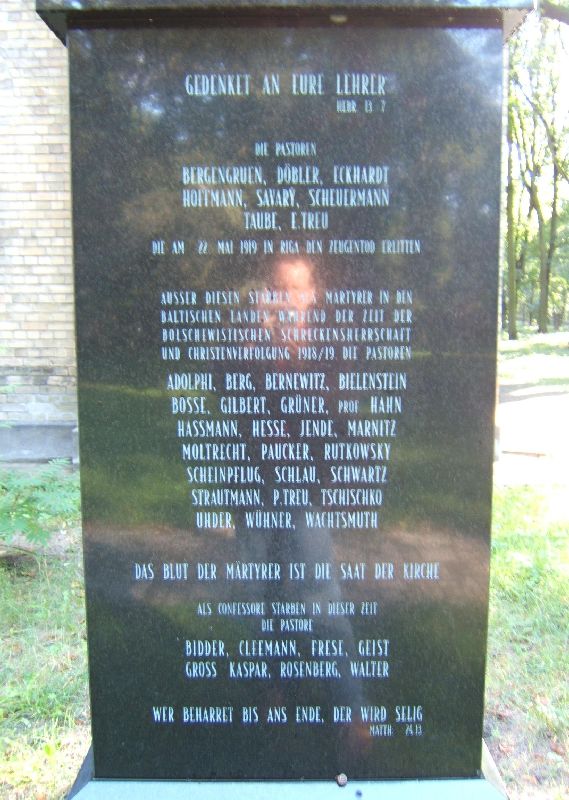 GEDENKET AN EURE LEHRER
HEBR. 13 7
DIE PASTOREN
BERGENGRUEN, DÖBLER, ECKHARDT
HOFFMANN, SAVARY, SCHEUERMANN
TAUBE, E.TREU
DIE AM 22. MAI 1919 IN RIGA DEN ZEUGENTOD ERLITTEN
AUSSER DIESEN STARBEN ALS MÄRTYRER IN DEN
BALTISCHEN LANDEN WÄHREND DER ZEIT DER
BOLSCHEWISTISCHEN SCHRECKENSHERRSCHAFT
UND CHRISTENVERFOLGUNG 1918/19 DIE PASTOREN
ADOLPHI, BERG, BERNEWITZ, BIELENSTEIN
BOSSE, GILBERT, GRÜNER, PROF HAHN
HASSMANN, HESSE, JENDE, MARNITZ
MOLTRECHT, PAUCKER, RUTKOWSKY
SCHEINPFLUG, SCHLAU, SCHWARTZ
STRAUTMANN, P.TREU, TSCHISCHKO
UHDER, WÜHNER, WACHTSMUTH
DAS BLUT DER MÄRTYRER IST DIE SAAT DER KIRCHE
ALS CONFESSORE STARBEN IN DIESER ZEIT
DIE PASTORE
BIDDER, CLEEMANN, FRESE, GEIST
GROSS KASPAR, ROSENBERG, WALTER
WER BEHARRET BIS ANS ENDE, DER WIRD SELIG
MATTH. 24.13